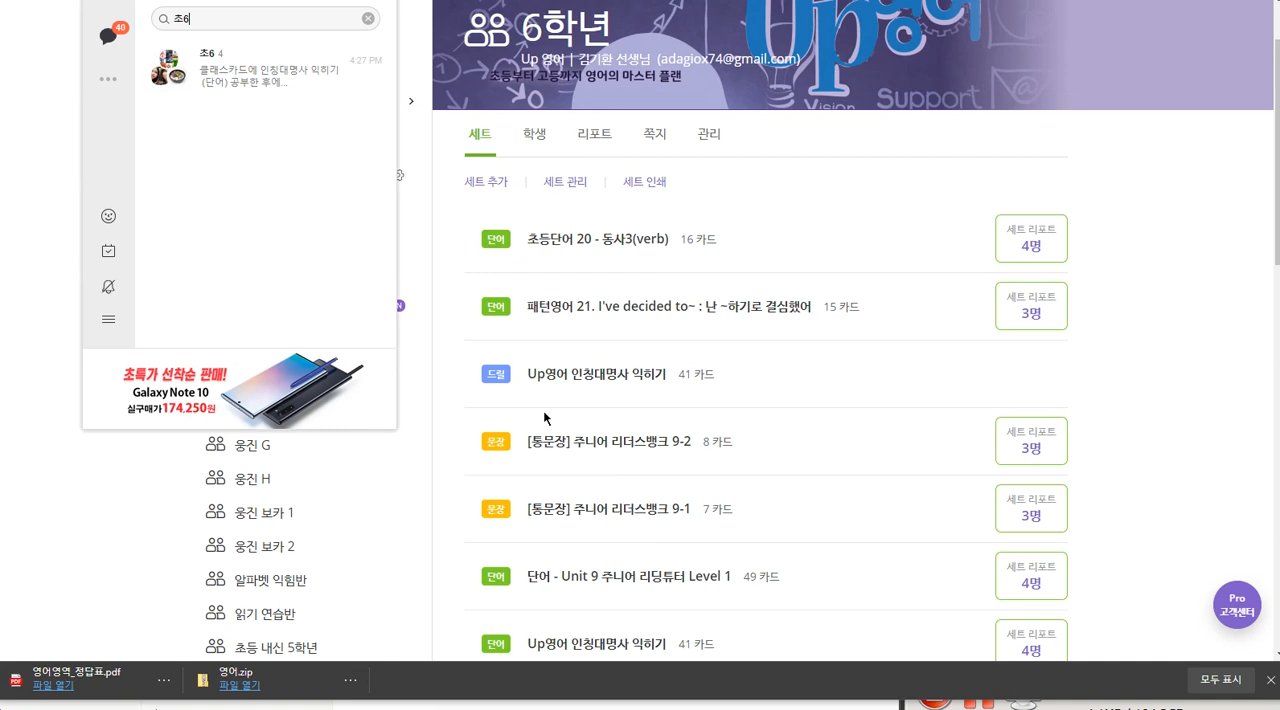 40
초6
초6 4
4:27 PM
클래스카드에 인칭대명사 익히기
(단어) 공부한 후에...
초특가 선착순 판매!
Galaxy Note 10
실구매가174,250원
N
웅진 G
웅진 H
웅진 보카 1
웅진 보카 2
알파벳 익힘반
읽기 연습반
초등 내신 5학년
6학년
Up 영어 | 김기환 선생님 (adagiox74@gmail.com)
초등부터 고등까지 영어의 마스터 플랜
Up영어
Vision
Support
세트 학생 리포트 쪽지 관리
세트 추가 세트 관리 세트 인쇄
단어 초등단어 20 - 동사3(verb) 16 카드
세트 리포트
4명
단어 패턴영어 21. I've decided to~ : 난 ~하기로 결심했어 15 카드
세트 리포트
3명
드릴 Up영어 인칭대명사 익히기 41 카드
문장 [통문장] 주니어 리더스뱅크 9-2 8 카드
세트 리포트
3명
문장 [통문장] 주니어 리더스뱅크 9-1 7 카드
세트 리포트
3명
단어 단어 - Unit 9 주니어 리딩튜터 Level 1 49 카드
세트 리포트
4명
단어 Up영어 인칭대명사 익히기 41 카드
세트 리포트
4명
Pro
고객센터
영어영역_정답표.pdf
파일 열기
영어.zip
파일 열기
모두 표시